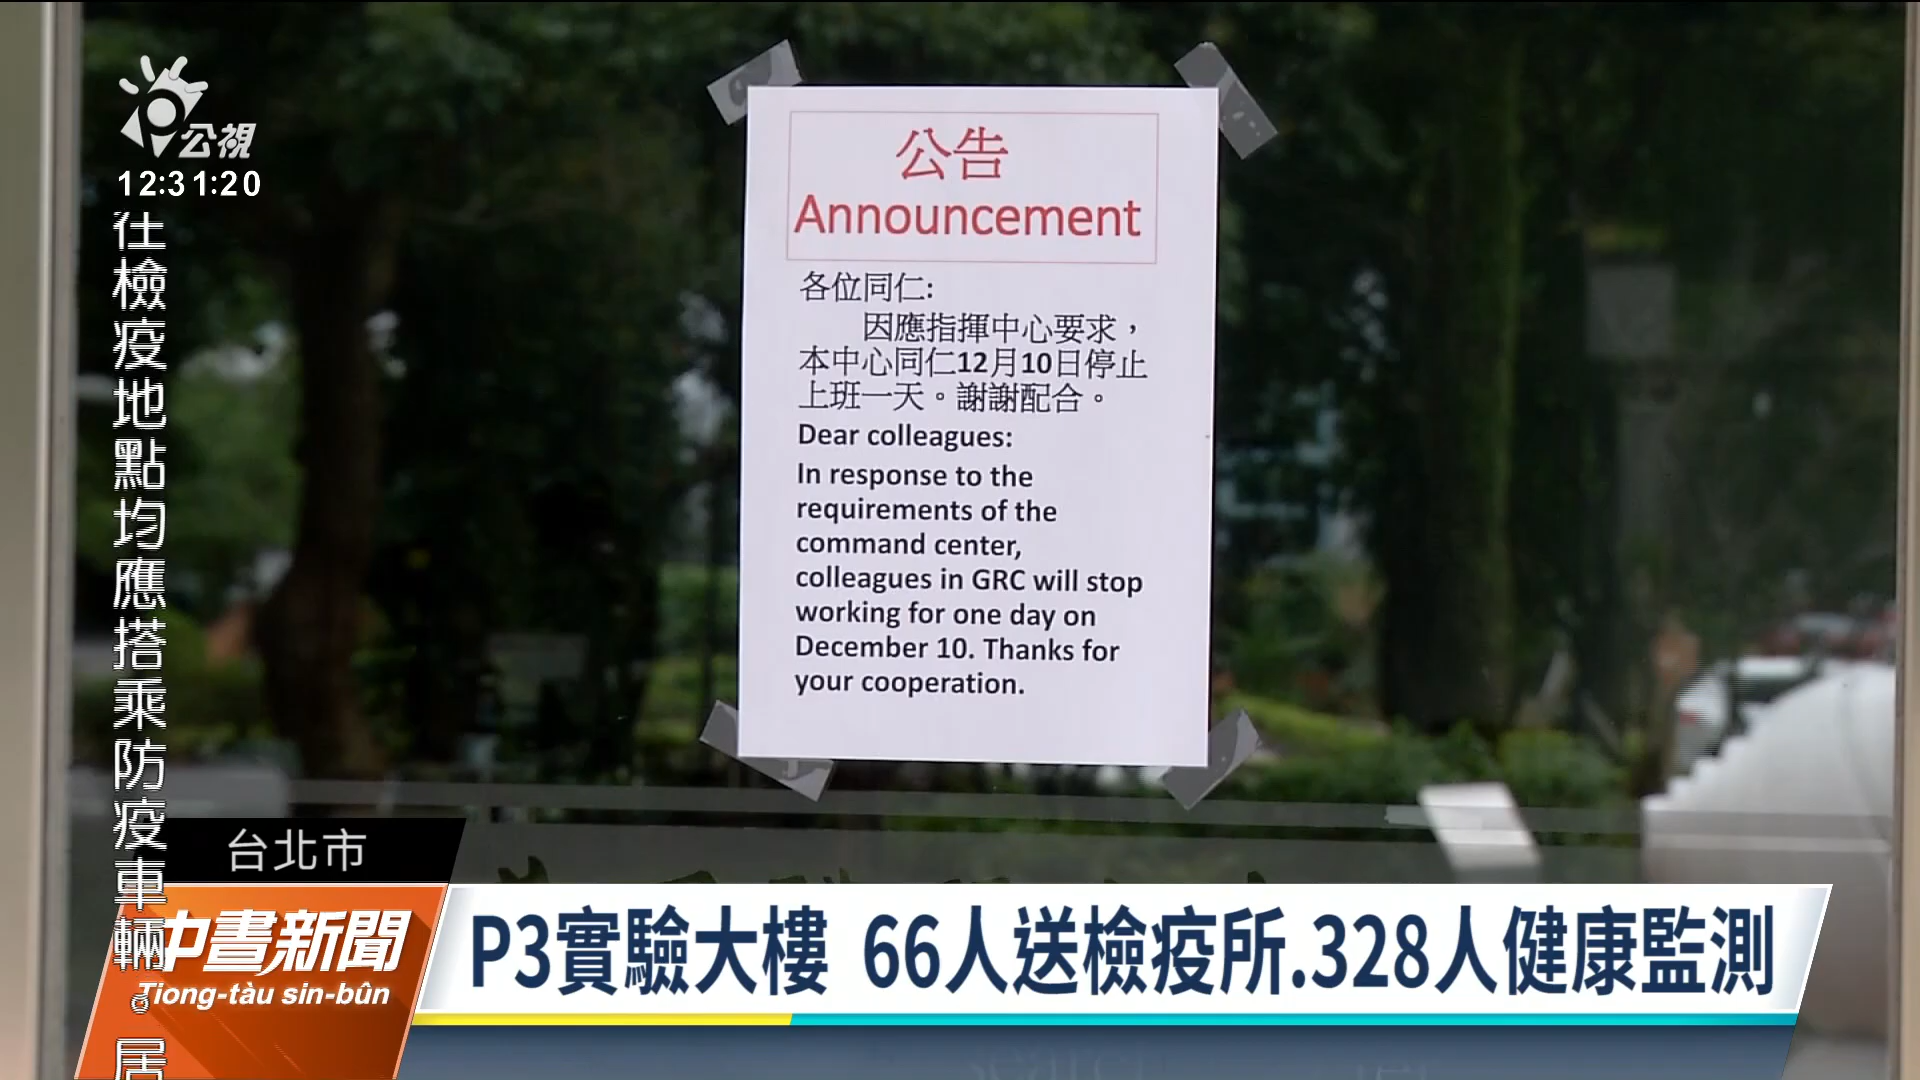 公視
12:31:20
往檢疫地點均應搭乘防疫車輛。居
公告
Announcement
各位同仁:
因應指揮中心要求，
本中心同仁12月10日停止
上班一天。謝謝配合。
Dear colleagues:
In response to the
requirements of the
command center,
colleagues in GRC will stop
working for one day on
December 10. Thanks for
your cooperation.
台北市
中晝新聞
Tiong-tàu sin-bûn
P3實驗大樓 66人送檢疫所.328人健康監測